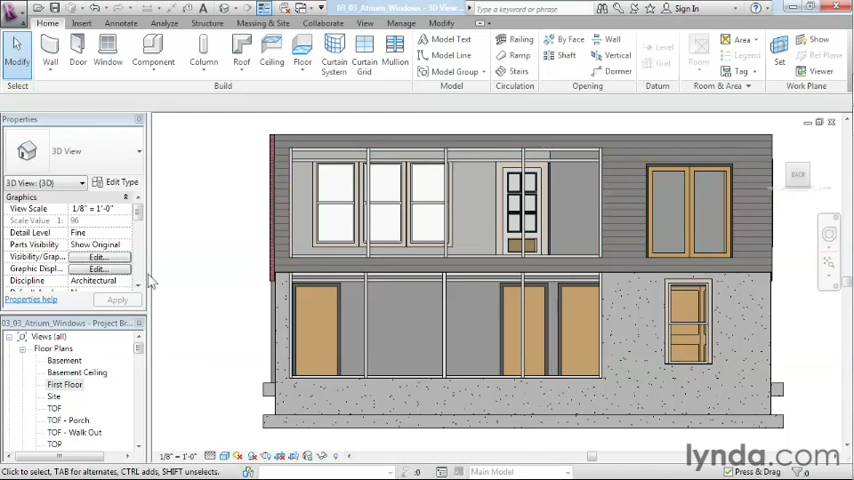 03_03_Atrium_Windows - 3D View...
Type a keyword or phrase
Sign In
Home Insert Annotate Analyze Architecture Structure Massing & Site Collaborate View Manage Modify
Modify Wall Door Window Component Column Roof Ceiling Floor Curtain System Curtain Grid Mullion
Model Text
Model Line
Model Group
Railing
Ramp
Stairs
By Face
Shaft
Wall
Vertical
Dormer
Level
Grid
Room
Area
Legend
Tag
Set
Show
Ref Plane
Viewer
Select Build Model Circulation Opening Datum Room & Area Work Plane
Properties
3D View
3D View: {3D}
Edit Type
Graphics
View Scale 1/8" = 1'-0"
Scale Value 1: 96
Detail Level Fine
Parts Visibility Show Original
Visibility/Grap... Edit...
Graphic Displ... Edit...
Discipline Architectural
Properties help
Apply
03_03_Atrium_Windows - Project Br...
Views (all)
Floor Plans
Basement
Basement Ceiling
First Floor
Site
TOF
TOF - Porch
TOF - Walk Out
TOP
BACK
1/8" = 1'-0"
Click to select, TAB for alternates, CTRL adds, SHIFT unselects.
:0
Main Model
Press & Drag
:0
lynda.com